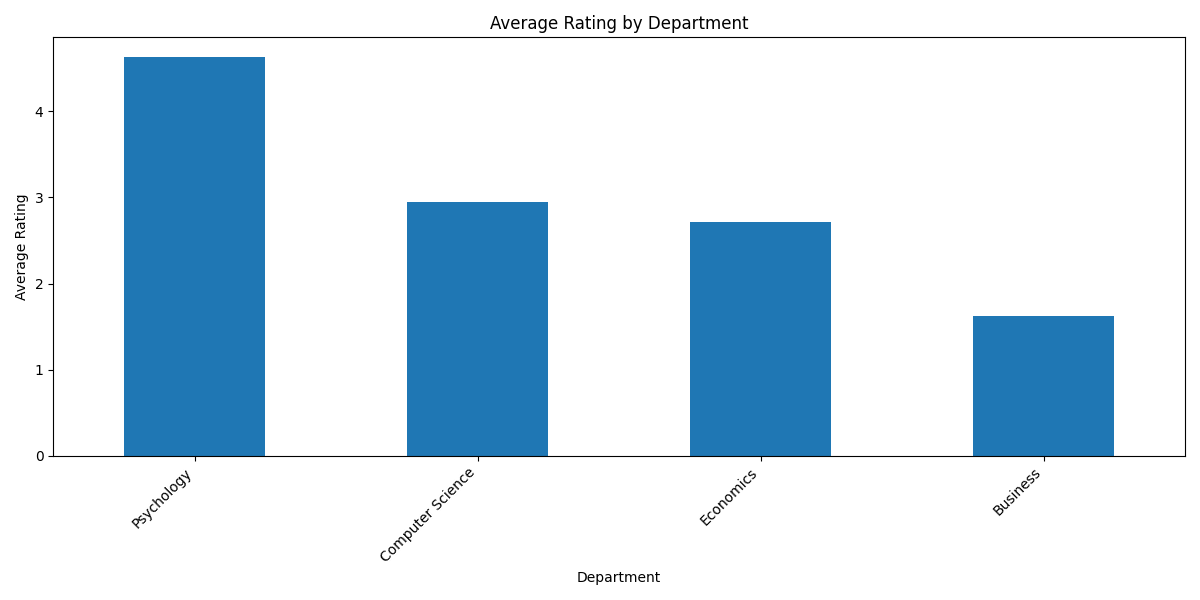 Average Rating by Department
Average Rating
4
3
2
1
0
Psychology
Computer Science
Economics
Business
Department